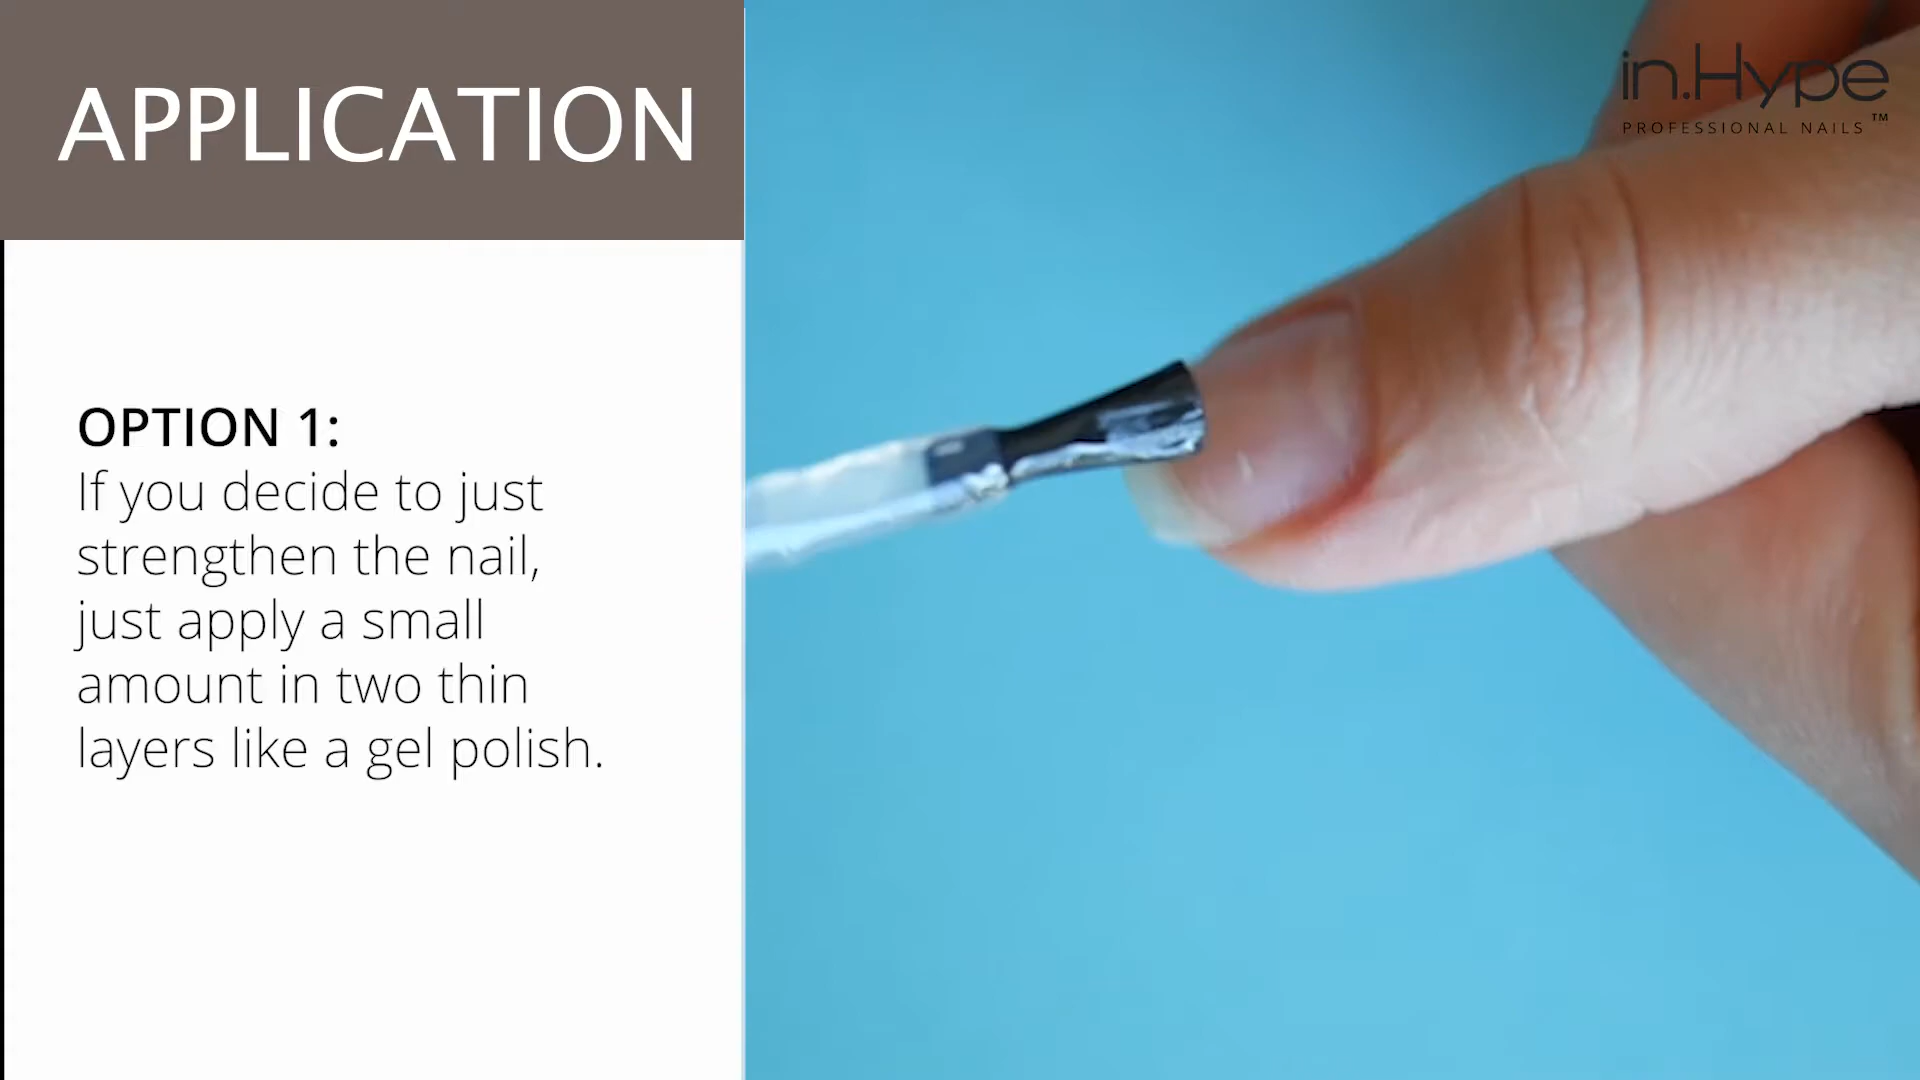 APPLICATION
in.Hype
PROFESSIONAL NAILS™
OPTION 1:
If you decide to just
strengthen the nail,
just apply a small
amount in two thin
layers like a gel polish.